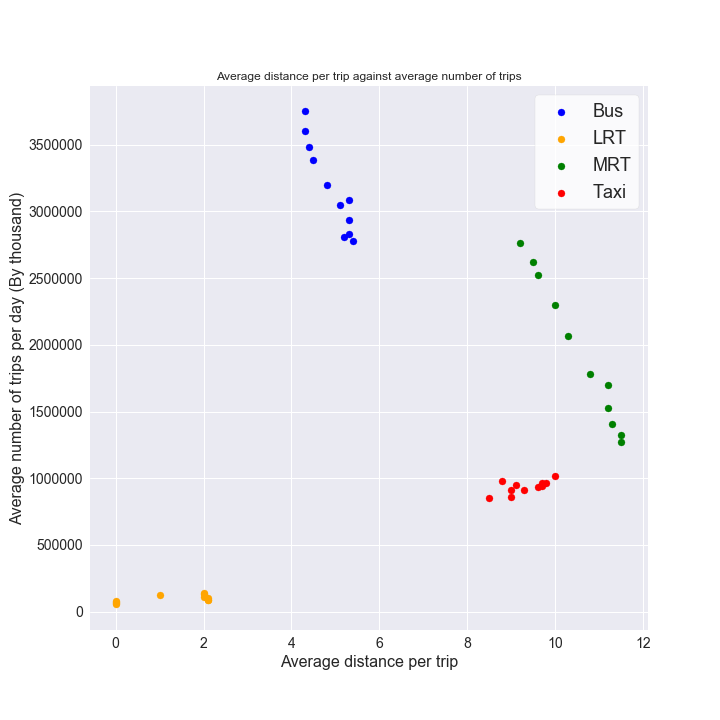 Average distance per trip against average number of trips
Bus
LRT
MRT
Taxi
Average number of trips per day (By thousand)
3500000
3000000
2500000
2000000
1500000
1000000
500000
0
0 2 4 6 8 10 12
Average distance per trip